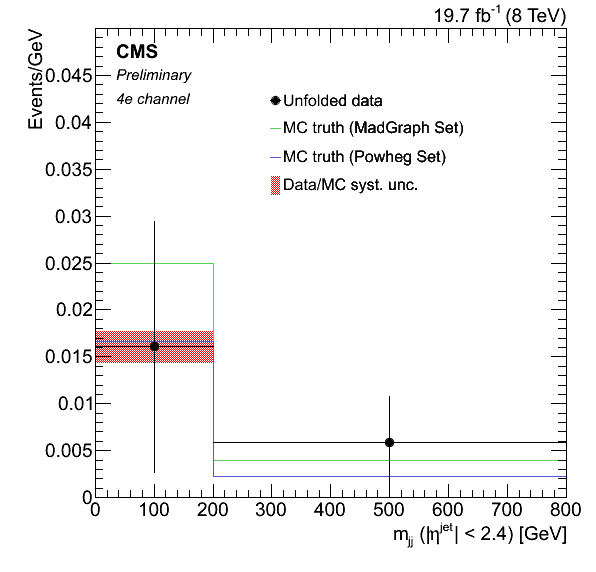 19.7 fb⁻¹ (8 TeV)
Events/GeV
CMS
Preliminary
4e channel
Unfolded data
MC truth (MadGraph Set)
MC truth (Powheg Set)
Data/MC syst. unc.
0.045
0.04
0.035
0.03
0.025
0.02
0.015
0.01
0.005
0
0 100 200 300 400 500 600 700 800
m_jj (|η^jet| < 2.4) [GeV]